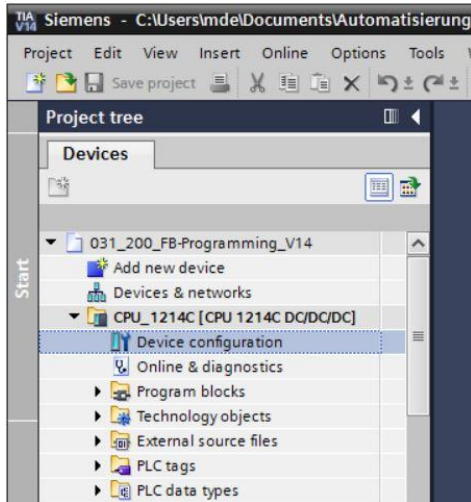 TIA V14 Siemens - C:\Users\mde\Documents\Automatisierung
Project Edit View Insert Online Options Tools
Save project
Project tree
Devices
Start
031_200_FB-Programming_V14
Add new device
Devices & networks
CPU_1214C [CPU 1214C DC/DC/DC]
Device configuration
Online & diagnostics
Program blocks
Technology objects
External source files
PLC tags
PLC data types